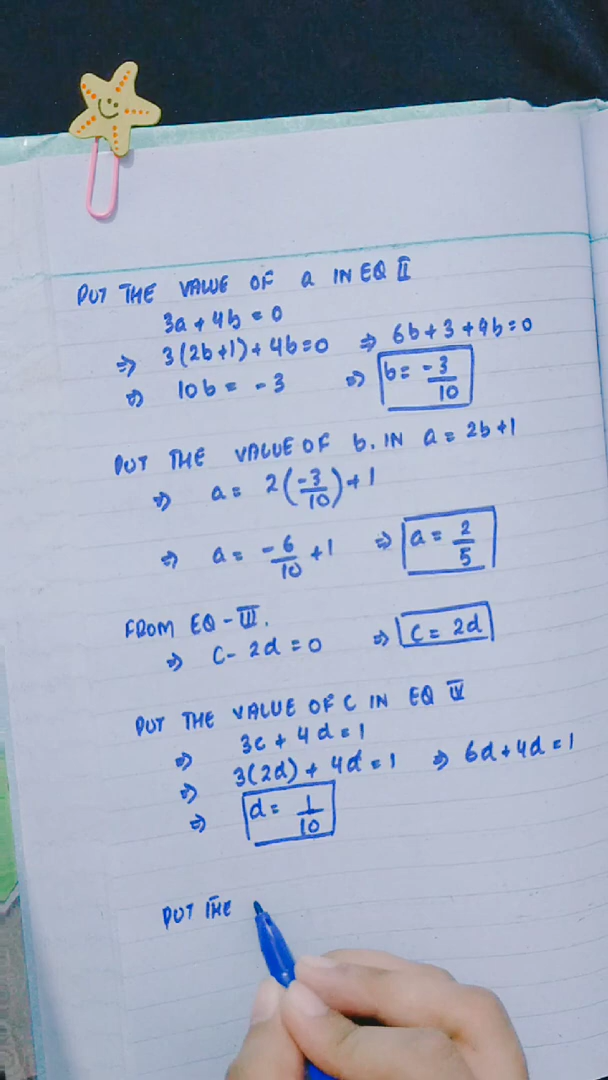 PUT THE VALUE OF a IN EQ II
3a + 4b = 0
⇒ 3(2b+1) + 4b = 0 ⇒ 6b + 3 + 4b = 0
⇒ 10b = -3 ⇒ b = -3/10
PUT THE VALUE OF b. IN a = 2b+1
⇒ a = 2(-3/10) + 1
⇒ a = -6/10 + 1 ⇒ a = 2/5
FROM EQ - III.
⇒ C - 2d = 0 ⇒ C = 2d
PUT THE VALUE OF C IN EQ IV
⇒ 3c + 4d = 1
⇒ 3(2d) + 4d = 1 ⇒ 6d + 4d = 1
⇒ d = 1/10
PUT THE